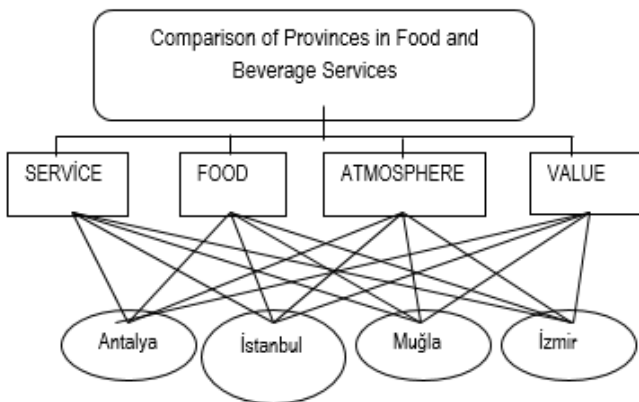 Comparison of Provinces in Food and
Beverage Services
SERVİCE
FOOD
ATMOSPHERE
VALUE
Antalya
İstanbul
Muğla
İzmir